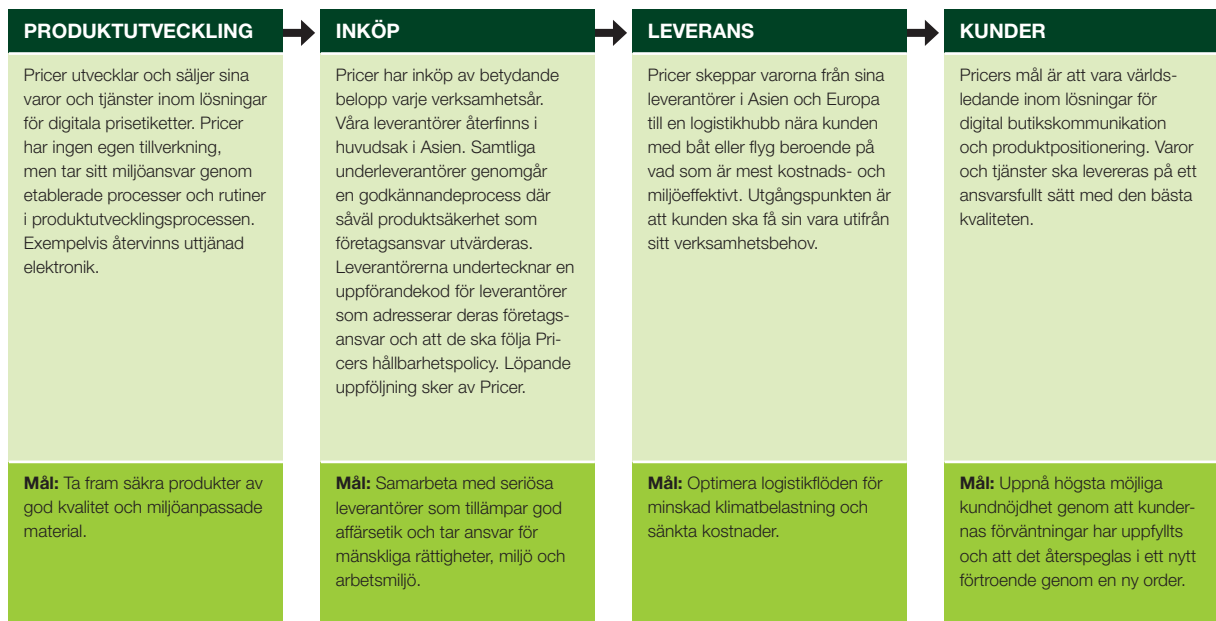 PRODUKTUTVECKLING
Pricer utvecklar och säljer sina
varor och tjänster inom lösningar
för digitala prisetiketter. Pricer
har ingen egen tillverkning,
men tar sitt miljöansvar genom
etablerade processer och rutiner
i produktutvecklingsprocessen.
Exempelvis återvinns uttjänad
elektronik.
Mål: Ta fram säkra produkter av
god kvalitet och miljöanpassade
material.
INKÖP
Pricer har inköp av betydande
belopp varje verksamhetsår.
Våra leverantörer återfinns i
huvudsak i Asien. Samtliga
underleverantörer genomgår
en godkännandeprocess där
såväl produktsäkerhet som
företagsansvar utvärderas.
Leverantörerna undertecknar en
uppförandekod för leverantörer
som adresserar deras företags-
ansvar och att de ska följa Pri-
cers hållbarhetspolicy. Löpande
uppföljning sker av Pricer.
Mål: Samarbeta med seriösa
leverantörer som tillämpar god
affärsetik och tar ansvar för
mänskliga rättigheter, miljö och
arbetsmiljö.
LEVERANS
Pricer skeppar varorna från sina
leverantörer i Asien och Europa
till en logistikhubb nära kunden
med båt eller flyg beroende på
vad som är mest kostnads- och
miljöeffektivt. Utgångspunkten är
att kunden ska få sin vara utifrån
sitt verksamhetsbehov.
Mål: Optimera logistikflöden för
minskad klimatbelastning och
sänkta kostnader.
KUNDER
Pricers mål är att vara världs-
ledande inom lösningar för
digital butikskommunikation
och produktpositionering. Varor
och tjänster ska levereras på ett
ansvarsfullt sätt med den bästa
kvaliteten.
Mål: Uppnå högsta möjliga
kundnöjdhet genom att kunder-
nas förväntningar har uppfyllts
och att det återspeglas i ett nytt
förtroende genom en ny order.